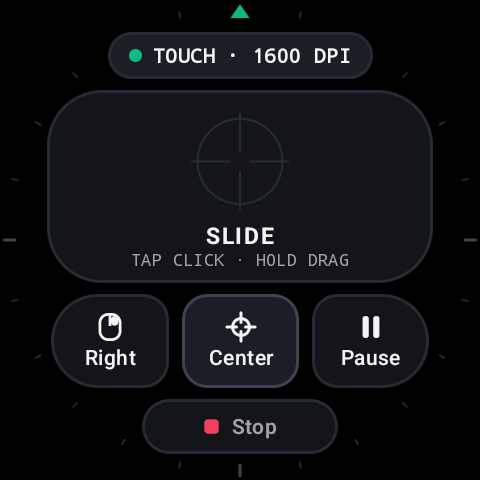 TOUCH · 1600 DPI
SLIDE
TAP CLICK · HOLD DRAG
Right
Center
Pause
Stop